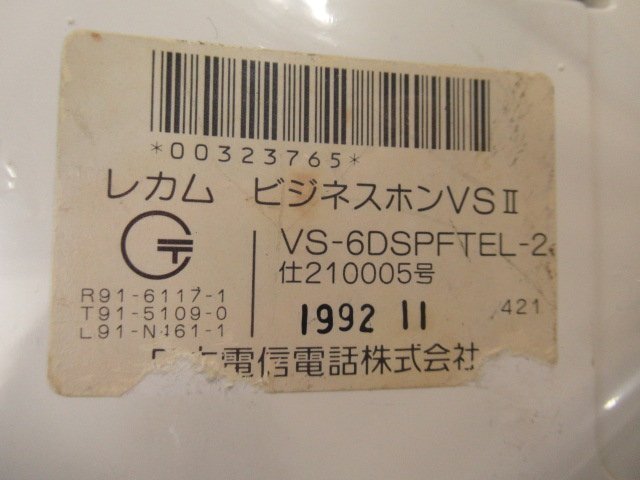 *00323765*
レカム ビジネスホンVSⅡ
VS-6DSPFTEL-2
仕210005号
R91-6117-1
T91-5109-0
L91-N461-1
1992 11
421
電信電話株式会社